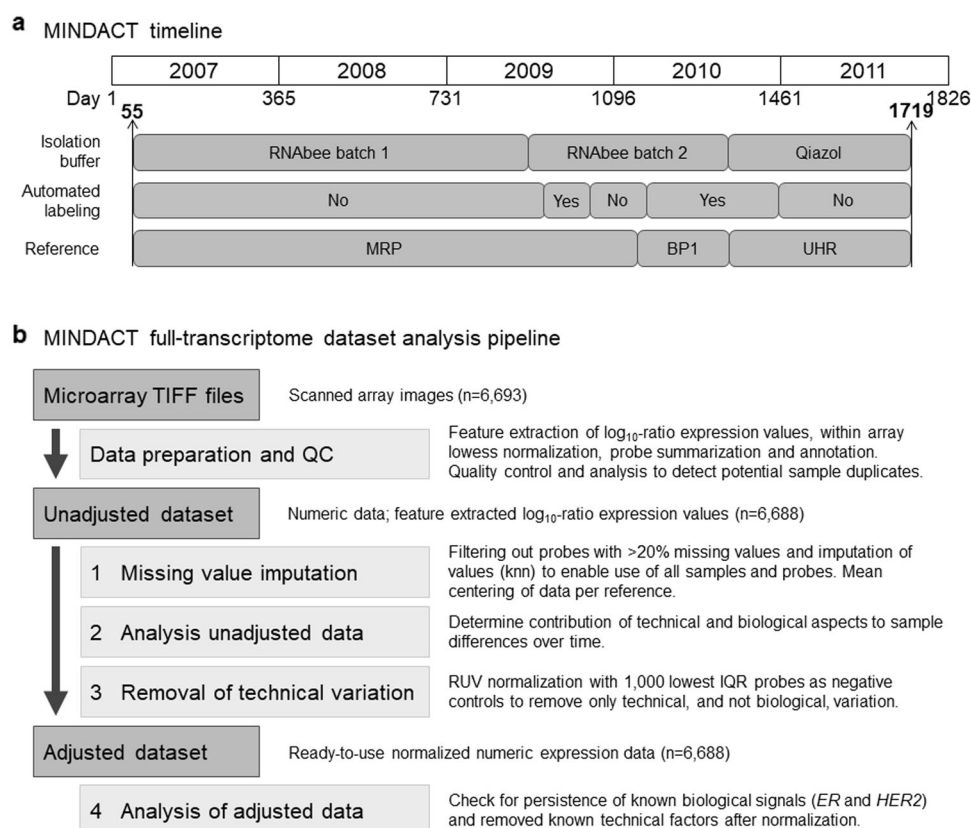 a MINDACT timeline
2007 2008 2009 2010 2011
Day 1 365 731 1096 1461 1826
55 1719
Isolation buffer RNAbee batch 1 RNAbee batch 2 Qiazol
Automated labeling No Yes No Yes No
Reference MRP BP1 UHR
b MINDACT full-transcriptome dataset analysis pipeline
Microarray TIFF files Scanned array images (n=6,693)
Data preparation and QC
Feature extraction of log₁₀-ratio expression values, within array
lowess normalization, probe summarization and annotation.
Quality control and analysis to detect potential sample duplicates.
Unadjusted dataset Numeric data; feature extracted log₁₀-ratio expression values (n=6,688)
1 Missing value imputation
Filtering out probes with >20% missing values and imputation of
values (knn) to enable use of all samples and probes. Mean
centering of data per reference.
2 Analysis unadjusted data
Determine contribution of technical and biological aspects to sample
differences over time.
3 Removal of technical variation
RUV normalization with 1,000 lowest IQR probes as negative
controls to remove only technical, and not biological, variation.
Adjusted dataset Ready-to-use normalized numeric expression data (n=6,688)
4 Analysis of adjusted data
Check for persistence of known biological signals (ER and HER2)
and removed known technical factors after normalization.